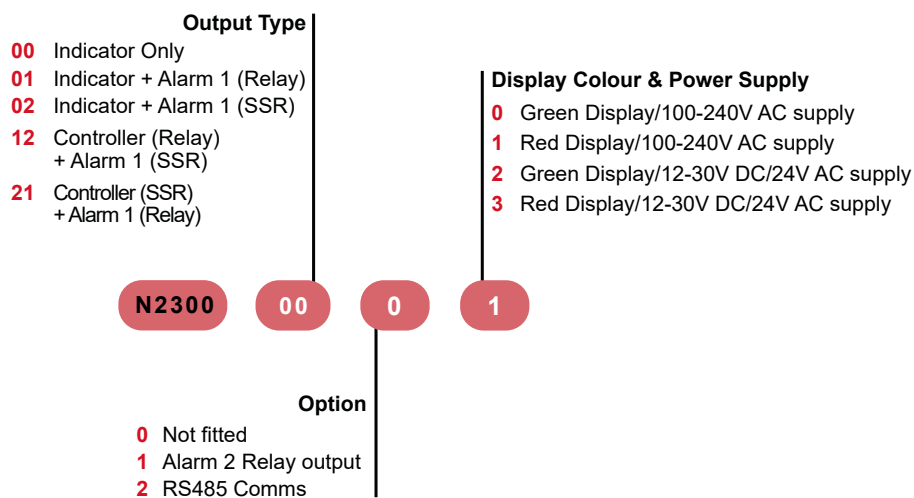 Output Type
00 Indicator Only
01 Indicator + Alarm 1 (Relay)
02 Indicator + Alarm 1 (SSR)
12 Controller (Relay)
+ Alarm 1 (SSR)
21 Controller (SSR)
+ Alarm 1 (Relay)
Display Colour & Power Supply
0 Green Display/100-240V AC supply
1 Red Display/100-240V AC supply
2 Green Display/12-30V DC/24V AC supply
3 Red Display/12-30V DC/24V AC supply
N2300 00 0 1
Option
0 Not fitted
1 Alarm 2 Relay output
2 RS485 Comms